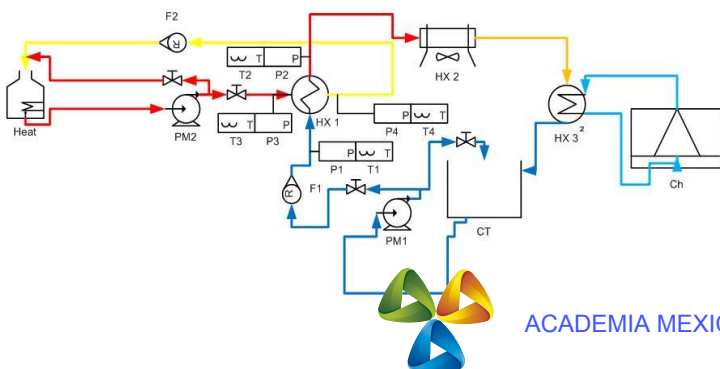 F2
T2 P2
ω T P
HX 2
Heat
PM2
HX 1
HX 3
2
ω T P
T3 P3
P ω T
P4 T4
P ω T
P1 T1
R
R
F1
PM1
CT
Ch
ACADEMIA MEXIC